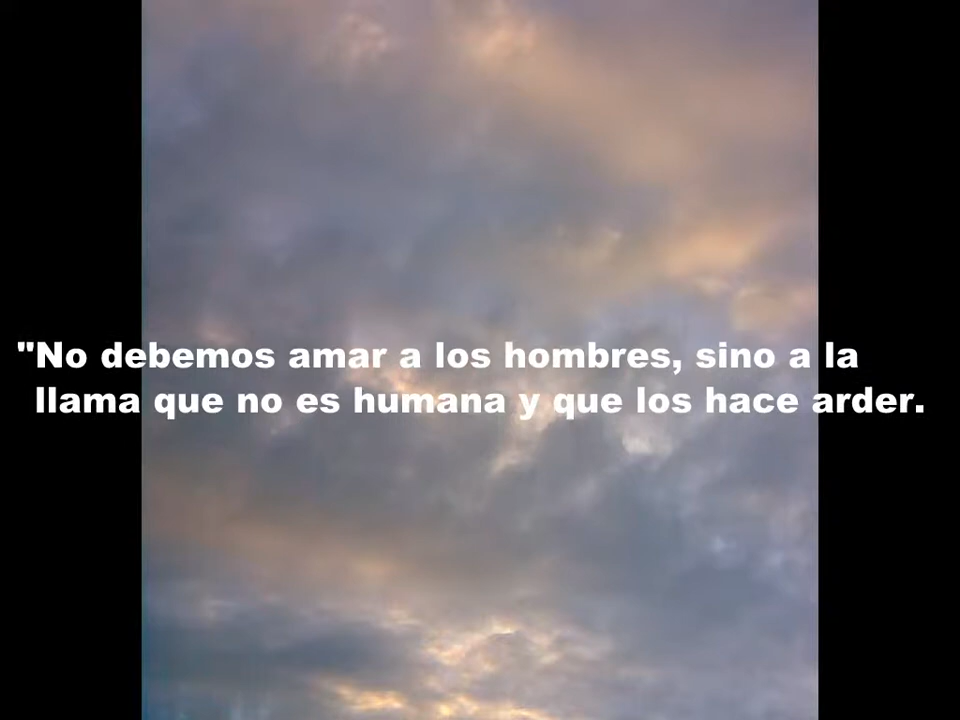 "No debemos amar a los hombres, sino a la
llama que no es humana y que los hace arder.